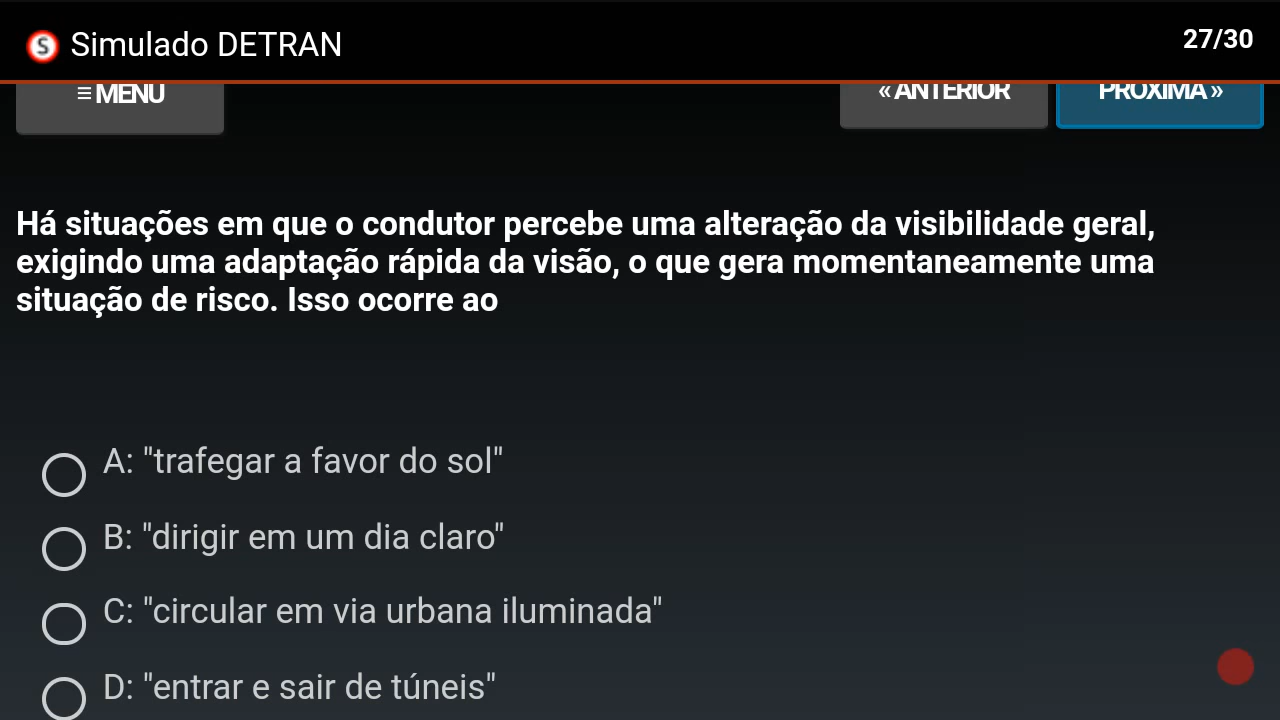 S Simulado DETRAN 27/30
≡ MENU « ANTERIOR PRÓXIMA »
Há situações em que o condutor percebe uma alteração da visibilidade geral,
exigindo uma adaptação rápida da visão, o que gera momentaneamente uma
situação de risco. Isso ocorre ao
A: "trafegar a favor do sol"
B: "dirigir em um dia claro"
C: "circular em via urbana iluminada"
D: "entrar e sair de túneis"